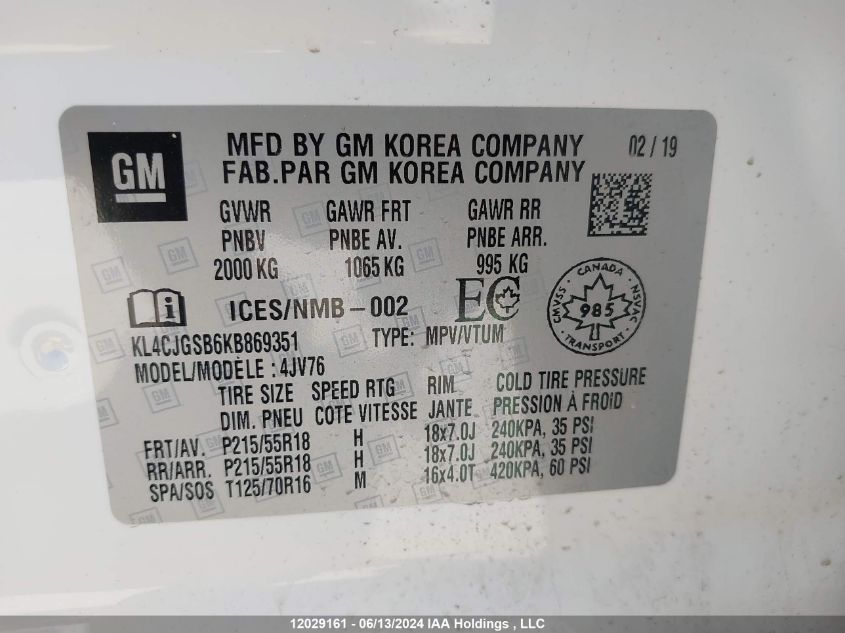 GM
MFD BY GM KOREA COMPANY 02 / 19
FAB.PAR GM KOREA COMPANY
GVWR GAWR FRT GAWR RR
PNBV PNBE AV. PNBE ARR.
2000 KG 1065 KG 995 KG
i ICES/NMB-002 EC
CANADA CMVSS 985 NSVAC TRANSPORT
KL4CJGSB6KB869351 TYPE: MPV/VTUM
MODEL/MODÈLE : 4JV76
TIRE SIZE SPEED RTG RIM COLD TIRE PRESSURE
DIM. PNEU COTE VITESSE JANTE PRESSION À FROID
FRT/AV. P215/55R18 H 18x7.0J 240KPA, 35 PSI
RR/ARR. P215/55R18 H 18x7.0J 240KPA, 35 PSI
SPA/SOS T125/70R16 M 16x4.0T 420KPA, 60 PSI
12029161 - 06/13/2024 IAA Holdings , LLC